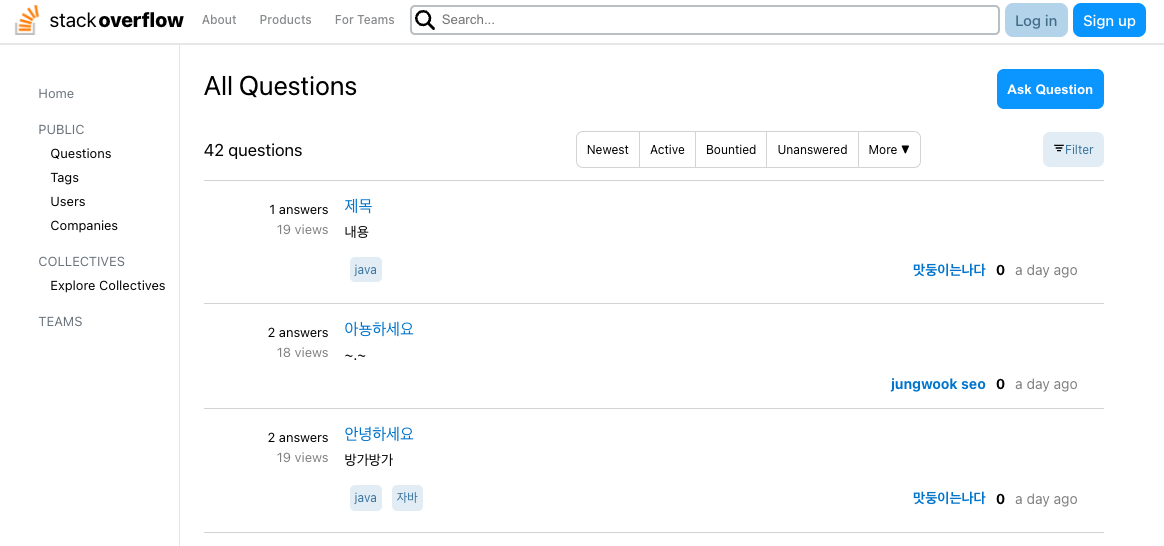 stackoverflow About Products For Teams Search... Log in Sign up
Home
PUBLIC
Questions
Tags
Users
Companies
COLLECTIVES
Explore Collectives
TEAMS
All Questions Ask Question
42 questions Newest Active Bountied Unanswered More ▼ Filter
1 answers 제목
19 views 내용
java 맛둥이는나다 0 a day ago
2 answers 아뇽하세요
18 views ~.~
jungwook seo 0 a day ago
2 answers 안녕하세요
19 views 방가방가
java 자바 맛둥이는나다 0 a day ago